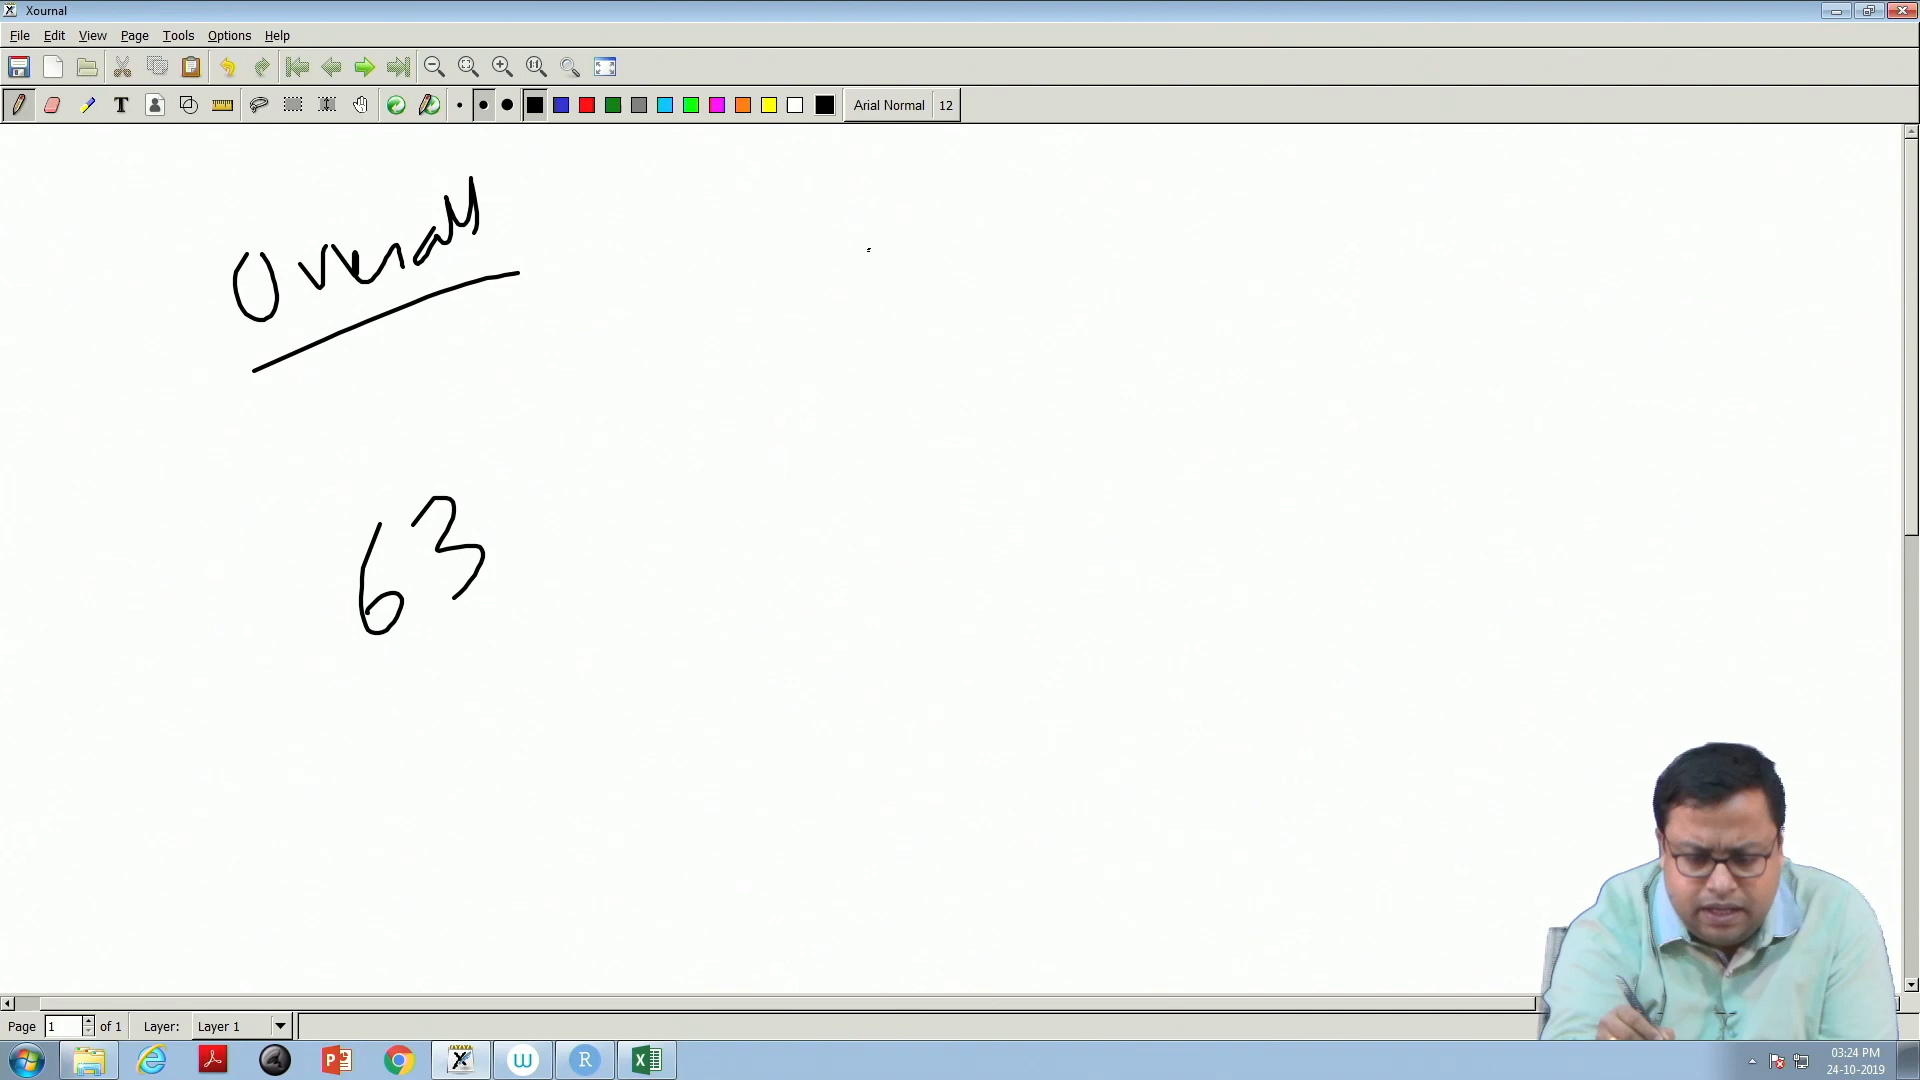 Xournal
File Edit View Page Tools Options Help
Arial Normal 12
Overall
63
Page 1 of 1 Layer: Layer 1
03:24 PM
24-10-2019